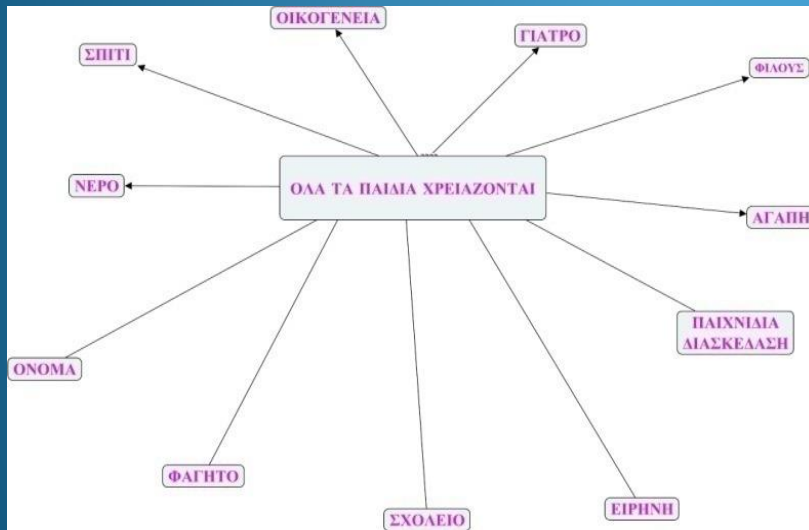 ΟΙΚΟΓΕΝΕΙΑ
ΓΙΑΤΡΟ
ΣΠΙΤΙ
ΦΙΛΟΥΣ
ΝΕΡΟ
ΟΛΑ ΤΑ ΠΑΙΔΙΑ ΧΡΕΙΑΖΟΝΤΑΙ
ΑΓΑΠΗ
ΠΑΙΧΝΙΔΙΑ
ΔΙΑΣΚΕΔΑΣΗ
ΟΝΟΜΑ
ΦΑΓΗΤΟ
ΕΙΡΗΝΗ
ΣΧΟΛΕΙΟ